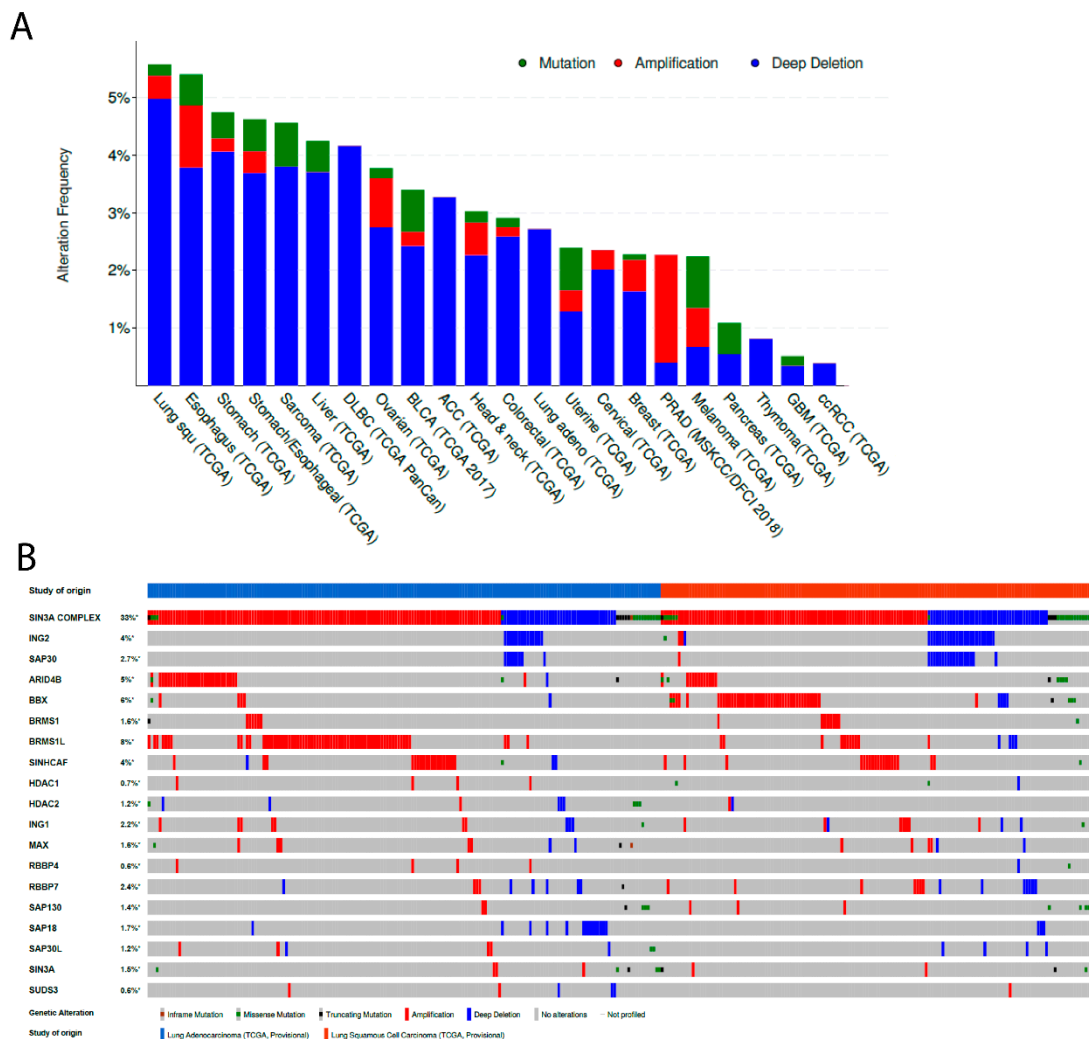 A
Mutation Amplification Deep Deletion
Alteration Frequency
5%
4%
3%
2%
1%
Lung squ (TCGA)
Esophagus (TCGA)
Stomach (TCGA)
Stomach/Esophageal (TCGA)
Sarcoma (TCGA)
Liver (TCGA)
DLBC (TCGA PanCan)
Ovarian (TCGA)
BLCA (TCGA 2017)
ACC (TCGA)
Head & neck (TCGA)
Colorectal (TCGA)
Lung adeno (TCGA)
Uterine (TCGA)
Cervical (TCGA)
Breast (TCGA)
PRAD (MSKCC/DFCI 2018)
Melanoma (TCGA)
Pancreas (TCGA)
Thymoma(TCGA)
GBM (TCGA)
ccRCC (TCGA)
B
Study of origin
SIN3A COMPLEX 33%*
ING2 4%*
SAP30 2.7%*
ARID4B 5%*
BBX 6%*
BRMS1 1.6%*
BRMS1L 8%*
SINHCAF 4%*
HDAC1 0.7%*
HDAC2 1.2%*
ING1 2.2%*
MAX 1.6%*
RBBP4 0.6%*
RBBP7 2.4%*
SAP130 1.4%*
SAP18 1.7%*
SAP30L 1.2%*
SIN3A 1.5%*
SUDS3 0.6%*
Genetic Alteration Inframe Mutation Missense Mutation Truncating Mutation Amplification Deep Deletion No alterations Not profiled
Study of origin Lung Adenocarcinoma (TCGA, Provisional) Lung Squamous Cell Carcinoma (TCGA, Provisional)